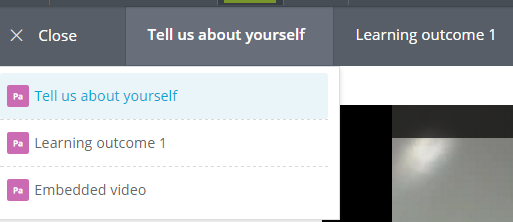 Close
Tell us about yourself
Learning outcome 1
Pa Tell us about yourself
Pa Learning outcome 1
Pa Embedded video